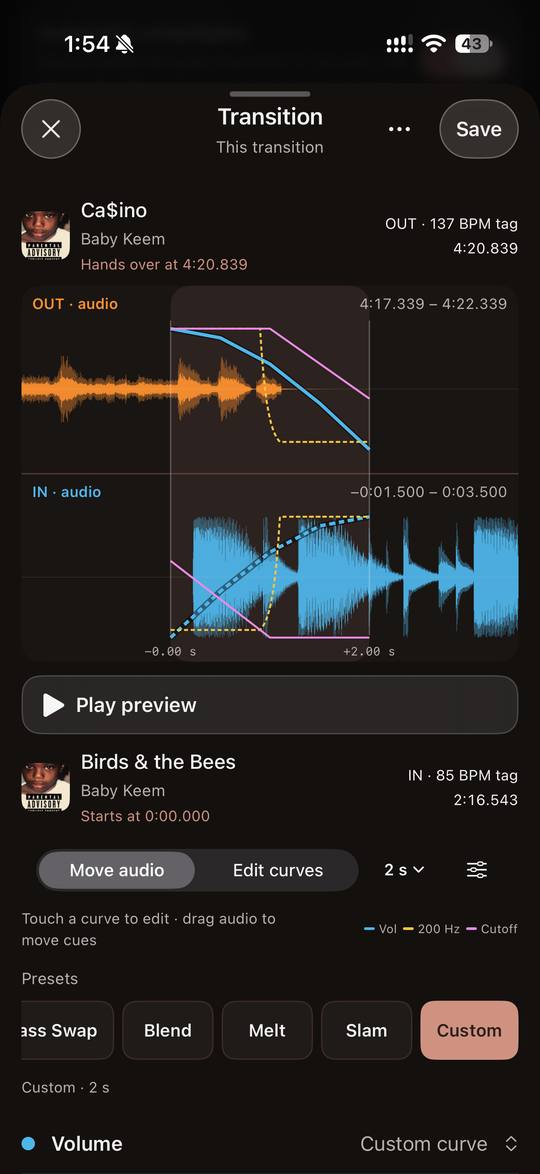 1:54
43
Transition
This transition
Save
Ca$ino
Baby Keem
Hands over at 4:20.839
OUT · 137 BPM tag
4:20.839
PARENTAL
ADVISORY
OUT · audio
4:17.339 – 4:22.339
IN · audio
−0:01.500 – 0:03.500
−0.00 s
+2.00 s
Play preview
Birds & the Bees
Baby Keem
Starts at 0:00.000
IN · 85 BPM tag
2:16.543
PARENTAL
ADVISORY
Move audio
Edit curves
2 s
Touch a curve to edit · drag audio to
move cues
Vol
200 Hz
Cutoff
Presets
ass Swap
Blend
Melt
Slam
Custom
Custom · 2 s
Volume
Custom curve